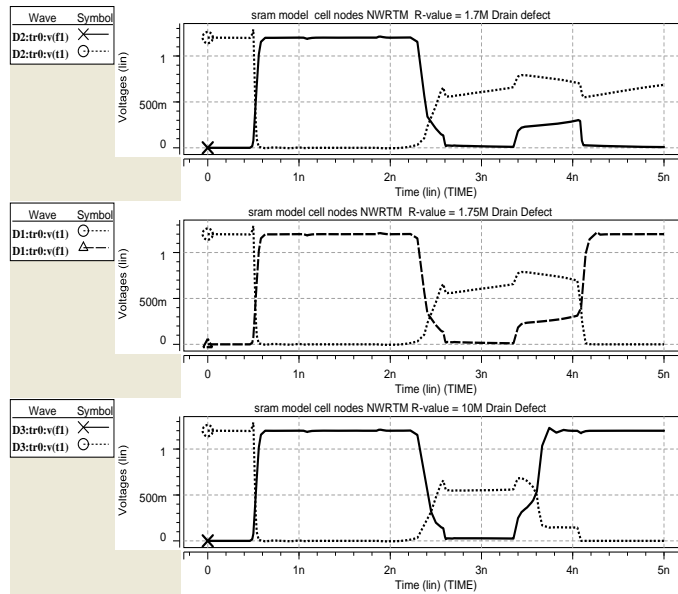 Wave Symbol
D2:tr0:v(f1)
D2:tr0:v(t1)
sram model cell nodes NWRTM R-value = 1.7M Drain defect
Voltages (lin)
1
500m
0
0 1n 2n 3n 4n 5n
Time (lin) (TIME)
Wave Symbol
D1:tr0:v(t1)
D1:tr0:v(f1)
sram model cell nodes NWRTM R-value = 1.75M Drain Defect
Voltages (lin)
1
500m
0
0 1n 2n 3n 4n 5n
Time (lin) (TIME)
Wave Symbol
D3:tr0:v(f1)
D3:tr0:v(t1)
sram model cell nodes NWRTM R-value = 10M Drain Defect
Voltages (lin)
1
500m
0
0 1n 2n 3n 4n 5n
Time (lin) (TIME)